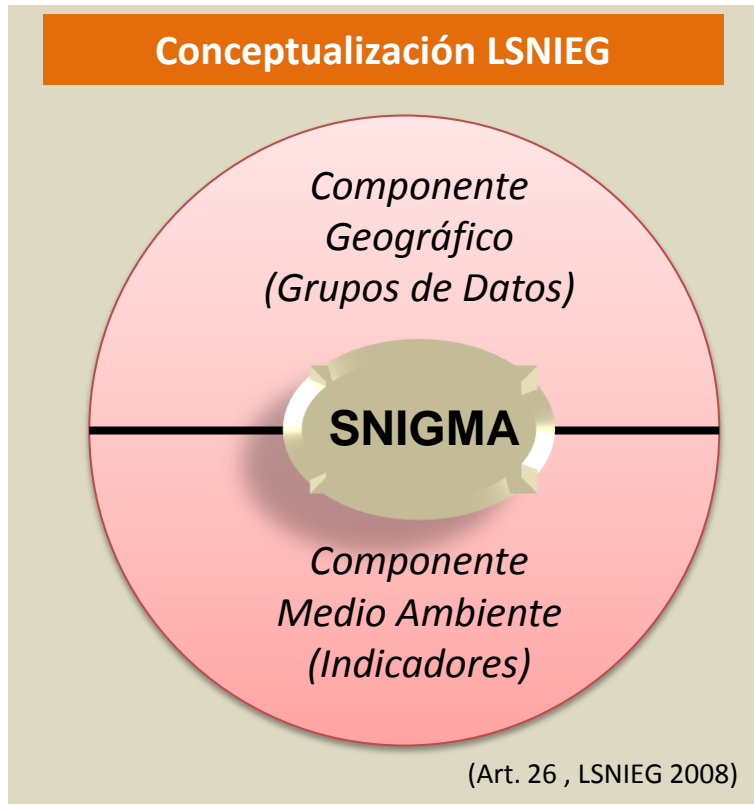 Conceptualización LSNIEG
Componente
Geográfico
(Grupos de Datos)
SNIGMA
Componente
Medio Ambiente
(Indicadores)
(Art. 26 , LSNIEG 2008)